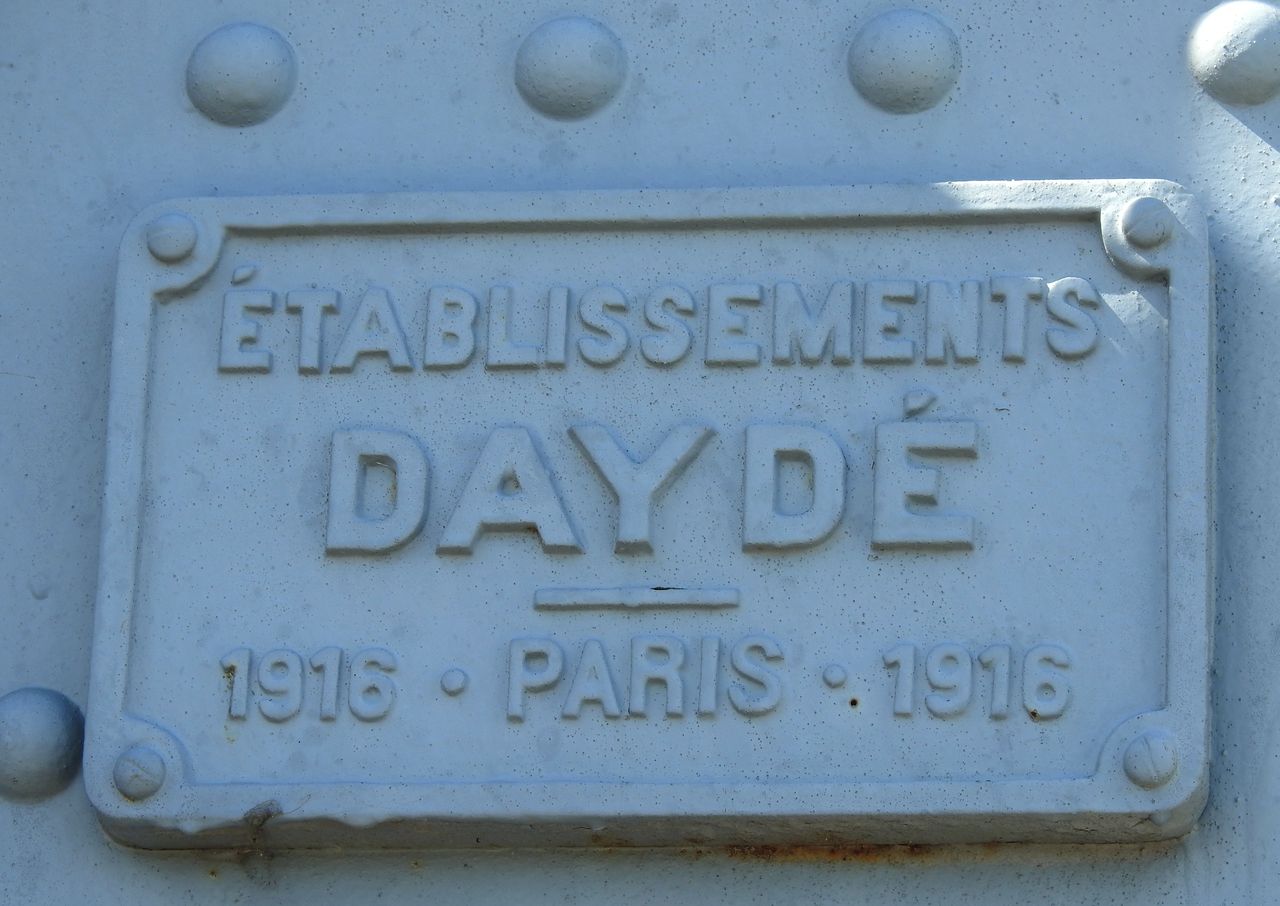 ÉTABLISSEMENTS
DAYDÉ
1916 · PARIS · 1916